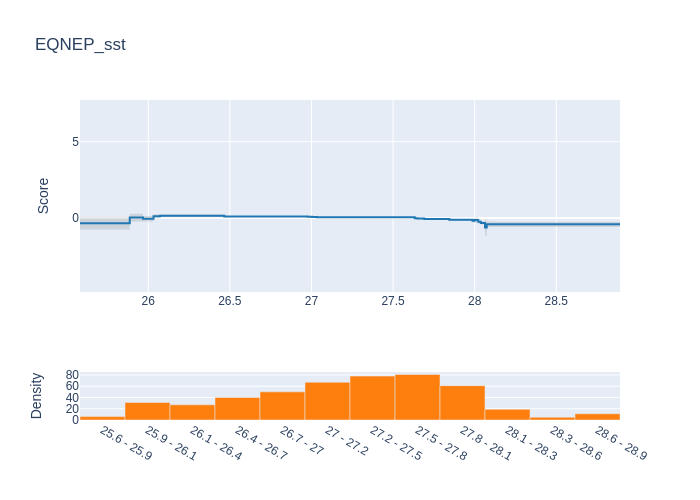 EQNEP_sst
5
0
Score
26
26.5
27
27.5
28
28.5
80
60
40
20
0
Density
25.6 - 25.9
25.9 - 26.1
26.1 - 26.4
26.4 - 26.7
26.7 - 27
27 - 27.2
27.2 - 27.5
27.5 - 27.8
27.8 - 28.1
28.1 - 28.3
28.3 - 28.6
28.6 - 28.9